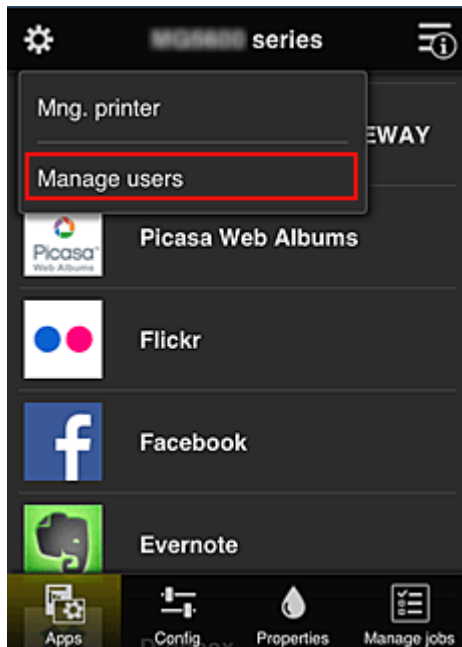 series
Mng. printer
EWAY
Manage users
Picasa
Web Albums
Picasa Web Albums
Flickr
Facebook
Evernote
Apps
Config
Properties
Manage jobs